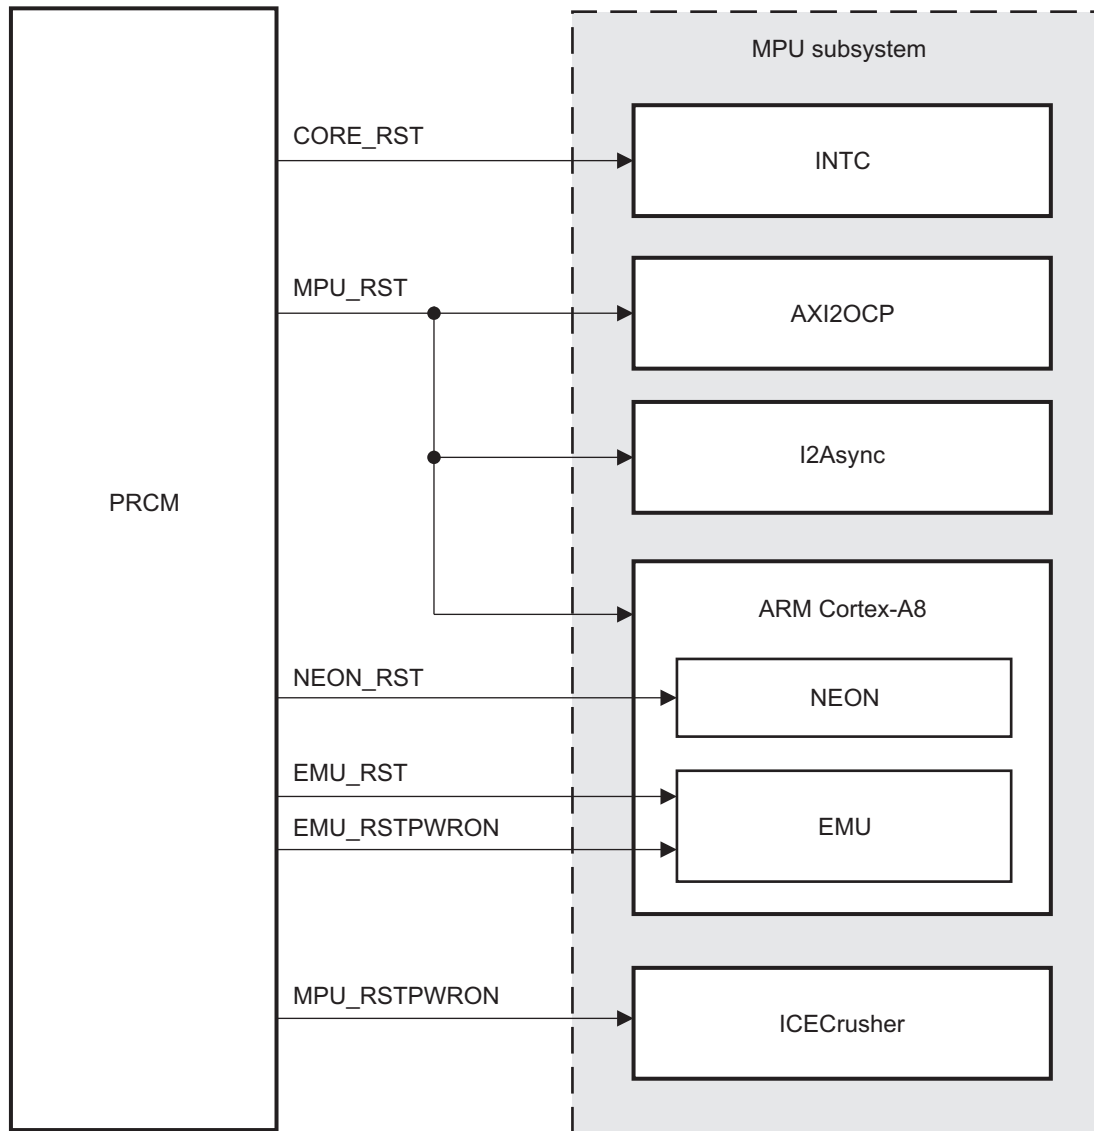 MPU subsystem
CORE_RST
INTC
MPU_RST
AXI2OCP
I2Async
PRCM
ARM Cortex-A8
NEON_RST
NEON
EMU_RST
EMU_RSTPWRON
EMU
MPU_RSTPWRON
ICECrusher